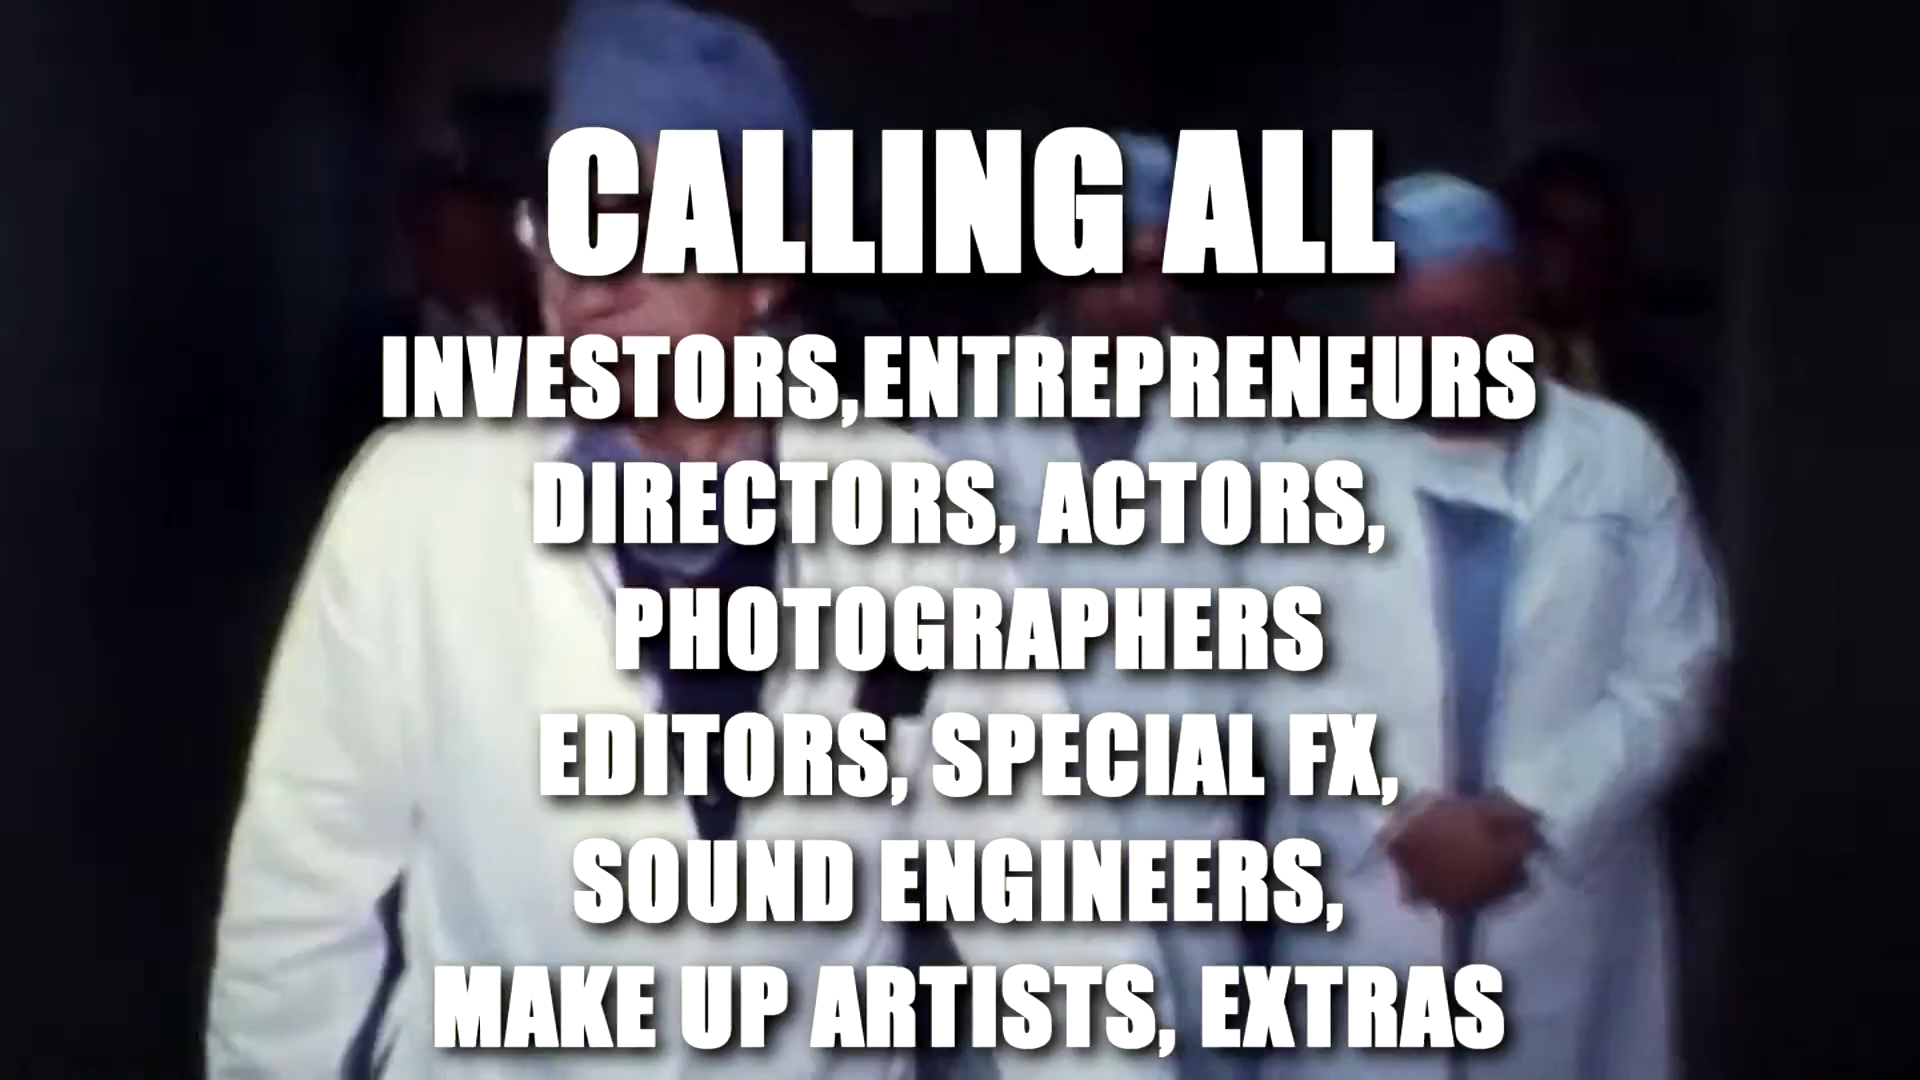 CALLING ALL
INVESTORS,ENTREPRENEURS
DIRECTORS, ACTORS,
PHOTOGRAPHERS
EDITORS, SPECIAL FX,
SOUND ENGINEERS,
MAKE UP ARTISTS, EXTRAS